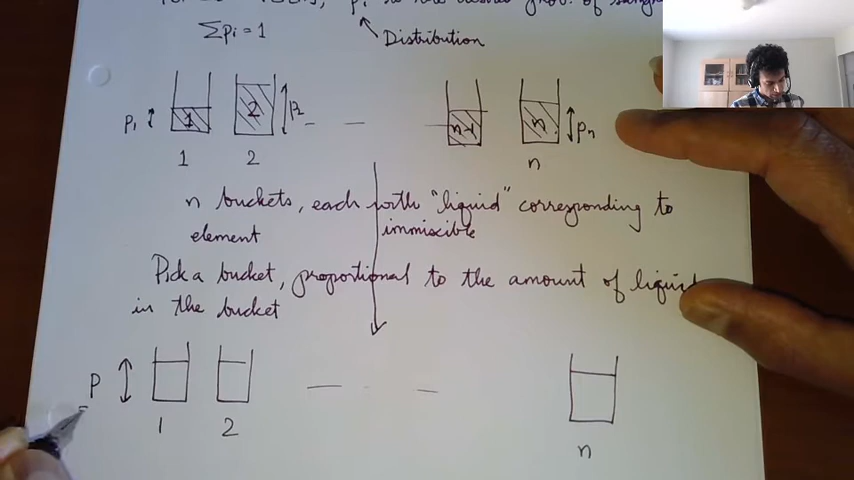 Σpi = 1
Distribution
p1 1 2 p2 n-1 n pn
1 2 n
n buckets, each with "liquid" corresponding to
element immiscible
Pick a bucket, proportional to the amount of liquid
in the bucket
P
1 2 n